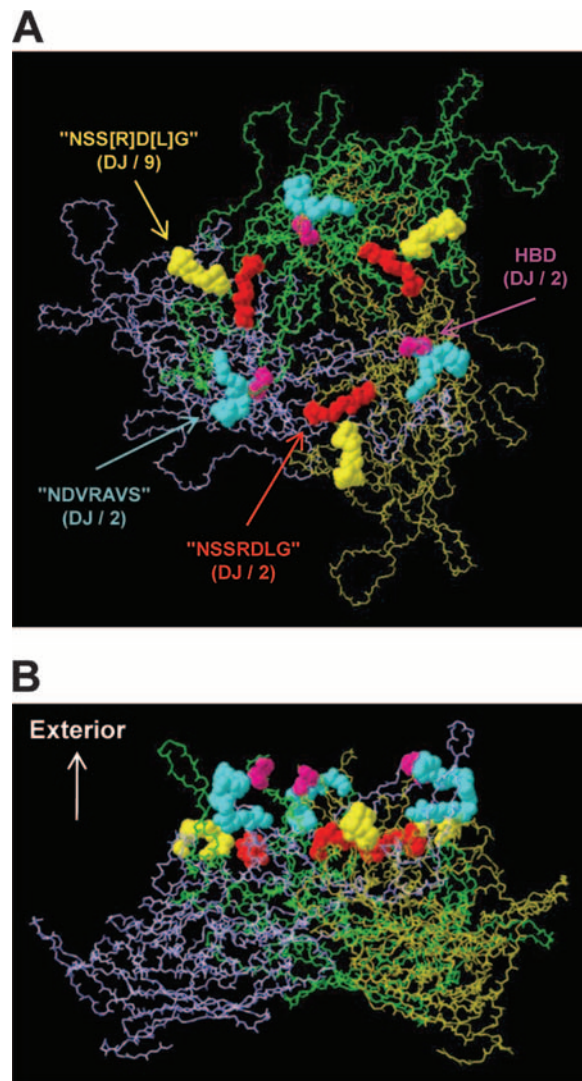 A
"NSS[R]D[L]G"
(DJ / 9)
HBD
(DJ / 2)
"NDVRAVS"
(DJ / 2)
"NSSRDLG"
(DJ / 2)
B
Exterior